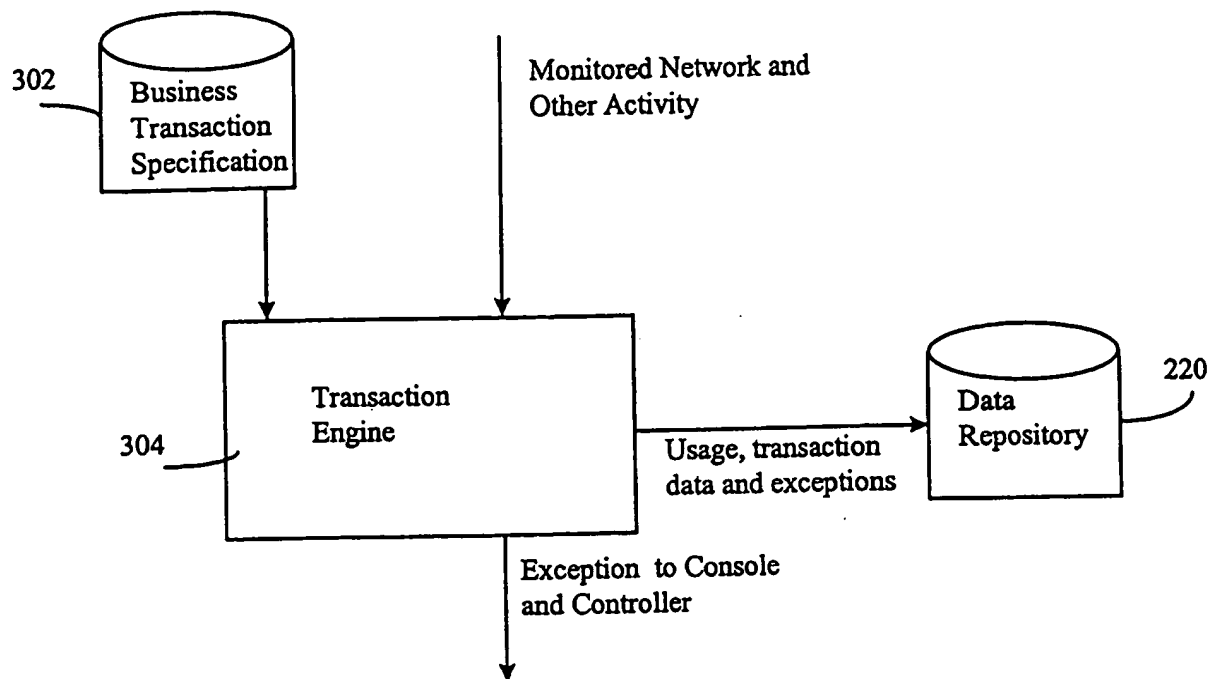 302
Business
Transaction
Specification
Monitored Network and
Other Activity
Transaction
Engine
304
Usage, transaction
data and exceptions
Data
Repository
220
Exception to Console
and Controller